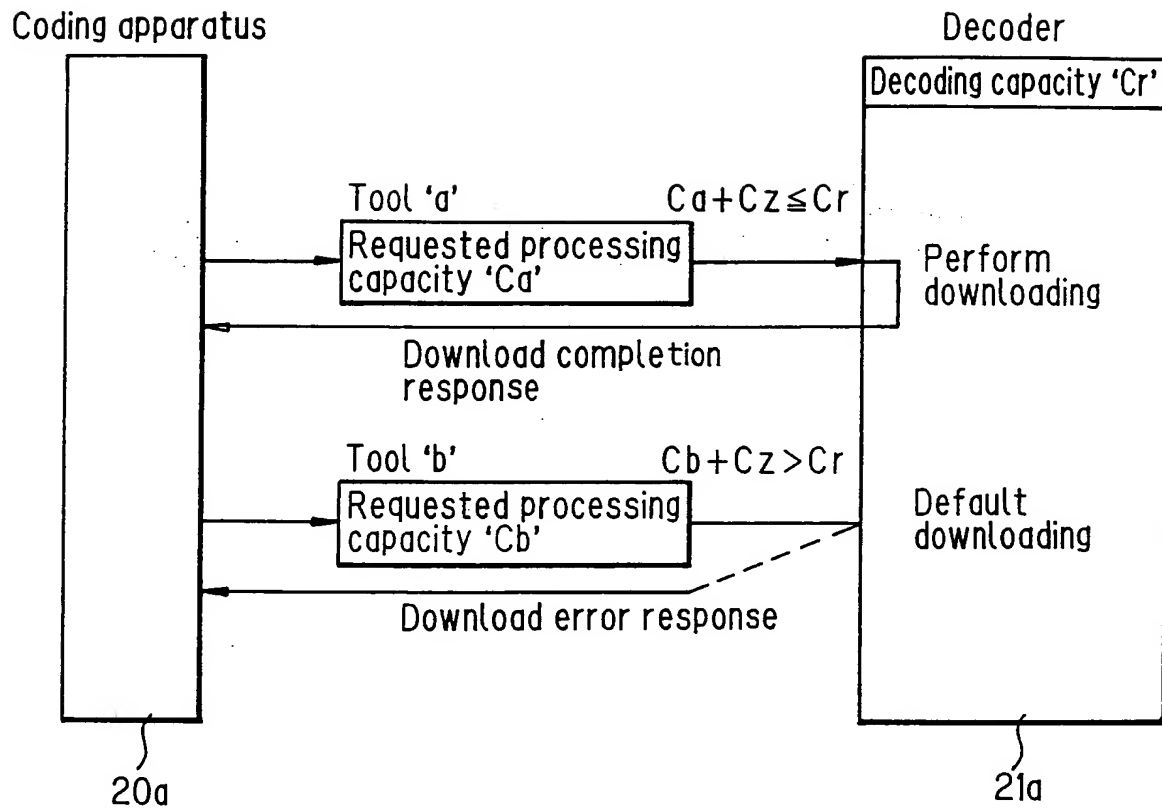 Coding apparatus
Decoder
Decoding capacity ‘Cr’
Tool ‘a’
Ca+Cz≦Cr
Requested processing
capacity ‘Ca’
Perform
downloading
Download completion
response
Tool ‘b’
Cb+Cz>Cr
Requested processing
capacity ‘Cb’
Default
downloading
Download error response
20a
21a